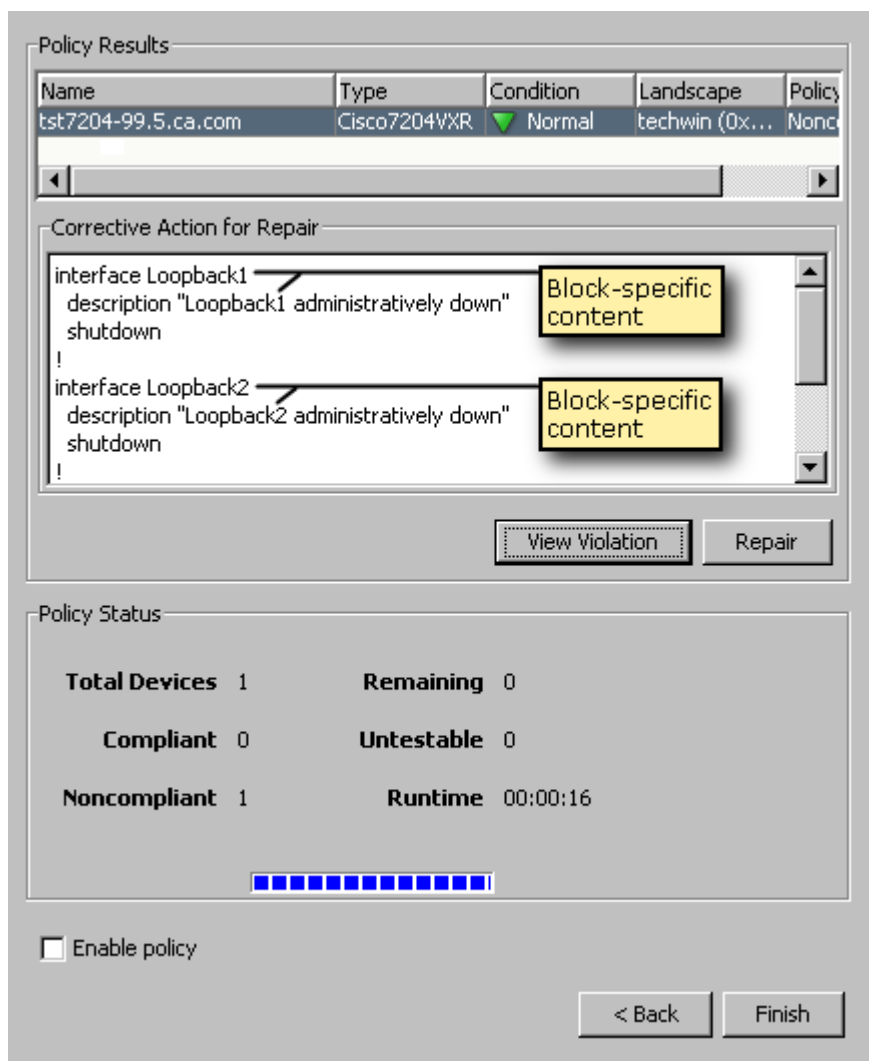 Policy Results
Name Type Condition Landscape Policy
tst7204-99.5.ca.com Cisco7204VXR Normal techwin (0x... Nonc
Corrective Action for Repair
interface Loopback1
description "Loopback1 administratively down"
shutdown
!
Block-specific
content
interface Loopback2
description "Loopback2 administratively down"
shutdown
!
Block-specific
content
View Violation Repair
Policy Status
Total Devices 1 Remaining 0
Compliant 0 Untestable 0
Noncompliant 1 Runtime 00:00:16
Enable policy
< Back Finish